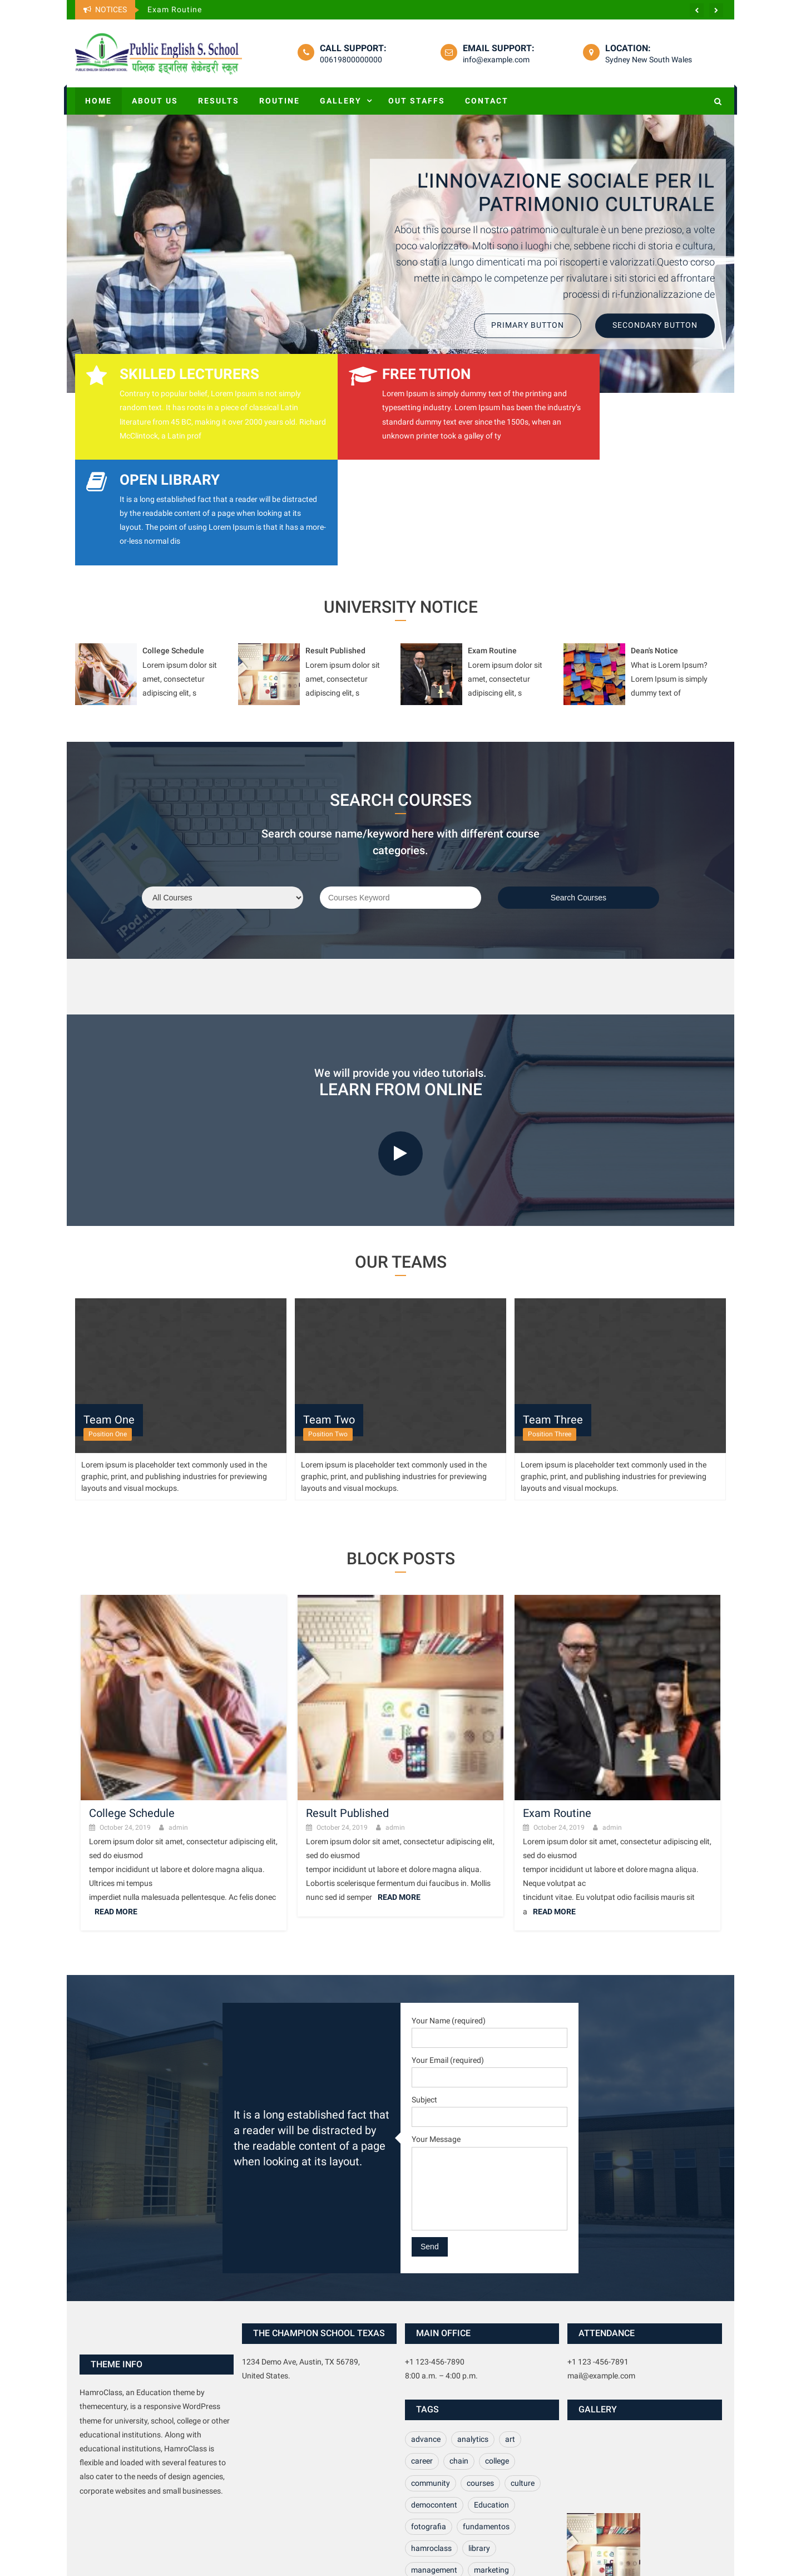 NOTICES
Exam Routine
Public English S. School
पब्लिक इङ्गलिस सेकेण्डरी स्कूल
PUBLIC ENGLISH SECONDARY SCHOOL
CALL SUPPORT:
00619800000000
EMAIL SUPPORT:
info@example.com
LOCATION:
Sydney New South Wales
HOME
ABOUT US
RESULTS
ROUTINE
GALLERY
OUT STAFFS
CONTACT
L'INNOVAZIONE SOCIALE PER IL
PATRIMONIO CULTURALE
About this course Il nostro patrimonio culturale è un bene prezioso, a volte
poco valorizzato. Molti sono i luoghi che, sebbene ricchi di storia e cultura,
sono stati a lungo dimenticati ma poi riscoperti e valorizzati.Questo corso
mette in campo le competenze per rivalutare i siti storici ed affrontare
processi di ri-funzionalizzazione de
PRIMARY BUTTON
SECONDARY BUTTON
SKILLED LECTURERS
Contrary to popular belief, Lorem Ipsum is not simply
random text. It has roots in a piece of classical Latin
literature from 45 BC, making it over 2000 years old. Richard
McClintock, a Latin prof
FREE TUTION
Lorem Ipsum is simply dummy text of the printing and
typesetting industry. Lorem Ipsum has been the industry's
standard dummy text ever since the 1500s, when an
unknown printer took a galley of ty
OPEN LIBRARY
It is a long established fact that a reader will be distracted
by the readable content of a page when looking at its
layout. The point of using Lorem Ipsum is that it has a more-
or-less normal dis
UNIVERSITY NOTICE
College Schedule
Lorem ipsum dolor sit
amet, consectetur
adipiscing elit, s
Result Published
Lorem ipsum dolor sit
amet, consectetur
adipiscing elit, s
Exam Routine
Lorem ipsum dolor sit
amet, consectetur
adipiscing elit, s
Dean's Notice
What is Lorem Ipsum?
Lorem Ipsum is simply
dummy text of
SEARCH COURSES
Search course name/keyword here with different course
categories.
All Courses
Courses Keyword
Search Courses
We will provide you video tutorials.
LEARN FROM ONLINE
OUR TEAMS
Team One
Position One
Lorem ipsum is placeholder text commonly used in the
graphic, print, and publishing industries for previewing
layouts and visual mockups.
Team Two
Position Two
Lorem ipsum is placeholder text commonly used in the
graphic, print, and publishing industries for previewing
layouts and visual mockups.
Team Three
Position Three
Lorem ipsum is placeholder text commonly used in the
graphic, print, and publishing industries for previewing
layouts and visual mockups.
BLOCK POSTS
College Schedule
October 24, 2019 admin
Lorem ipsum dolor sit amet, consectetur adipiscing elit,
sed do eiusmod
tempor incididunt ut labore et dolore magna aliqua.
Ultrices mi tempus
imperdiet nulla malesuada pellentesque. Ac felis donec
READ MORE
Result Published
October 24, 2019 admin
Lorem ipsum dolor sit amet, consectetur adipiscing elit,
sed do eiusmod
tempor incididunt ut labore et dolore magna aliqua.
Lobortis scelerisque fermentum dui faucibus in. Mollis
nunc sed id semper READ MORE
Exam Routine
October 24, 2019 admin
Lorem ipsum dolor sit amet, consectetur adipiscing elit,
sed do eiusmod
tempor incididunt ut labore et dolore magna aliqua.
Neque volutpat ac
tincidunt vitae. Eu volutpat odio facilisis mauris sit
a READ MORE
It is a long established fact that
a reader will be distracted by
the readable content of a page
when looking at its layout.
Your Name (required)
Your Email (required)
Subject
Your Message
Send
THEME INFO
HamroClass, an Education theme by
themecentury, is a responsive WordPress
theme for university, school, college or other
educational institutions. Along with
educational institutions, HamroClass is
flexible and loaded with several features to
also cater to the needs of design agencies,
corporate websites and small businesses.
THE CHAMPION SCHOOL TEXAS
1234 Demo Ave, Austin, TX 56789,
United States.
MAIN OFFICE
+1 123-456-7890
8:00 a.m. – 4:00 p.m.
TAGS
advance
analytics
art
career
chain
college
community
courses
culture
democontent
Education
fotografia
fundamentos
hamroclass
library
management
marketing
ATTENDANCE
+1 123 -456-7891
mail@example.com
GALLERY